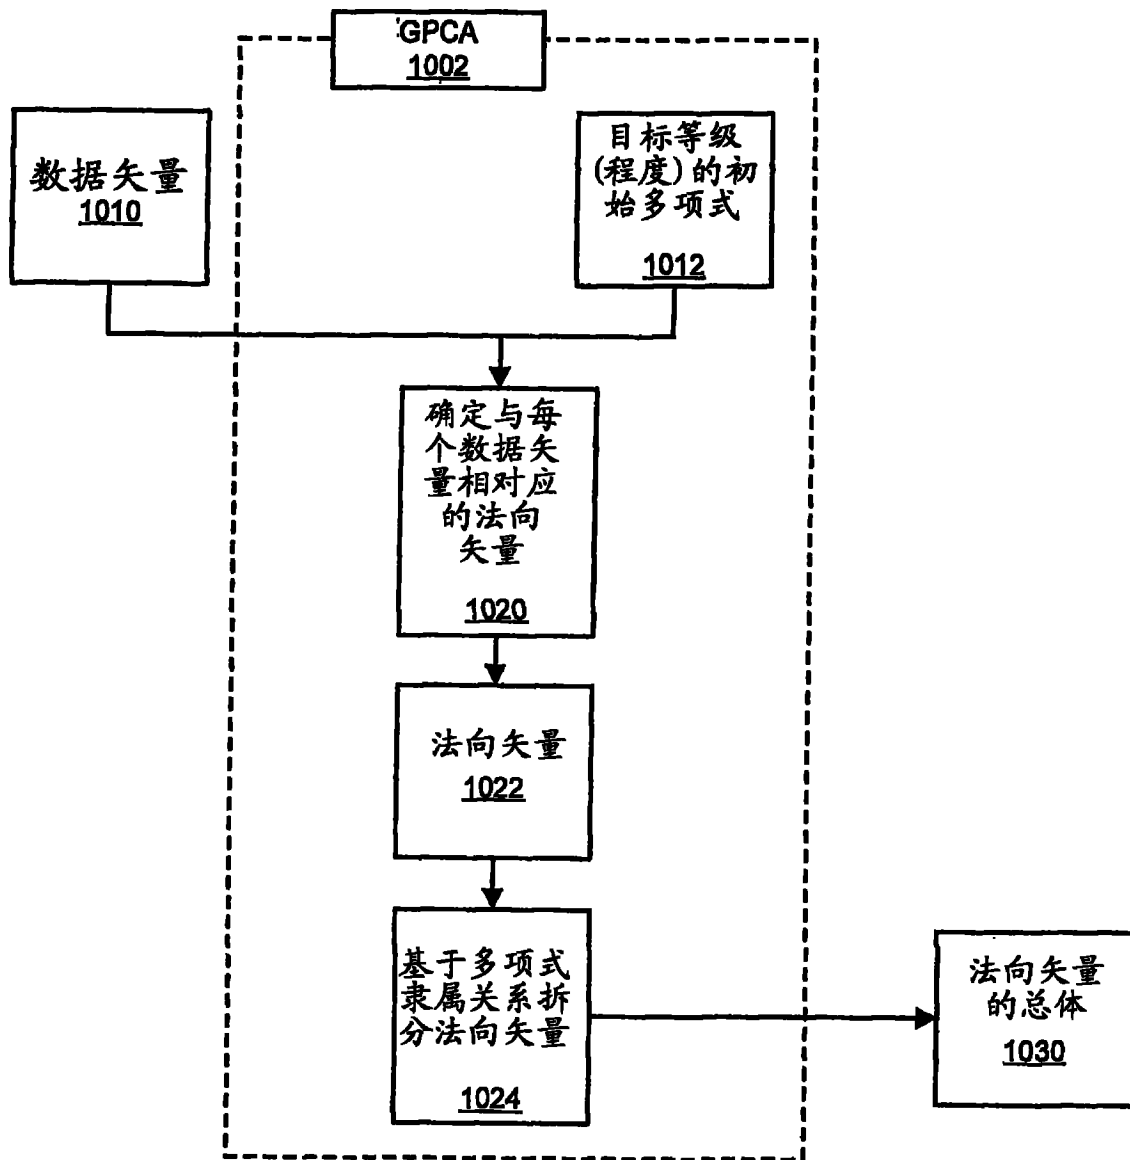 GPCA
1002
数据矢量
1010
目标等级
(程度)的初
始多项式
1012
确定与每
个数据矢
量相对应
的法向
矢量
1020
法向矢量
1022
基于多项式
隶属关系拆
分法向矢量
1024
法向矢量
的总体
1030